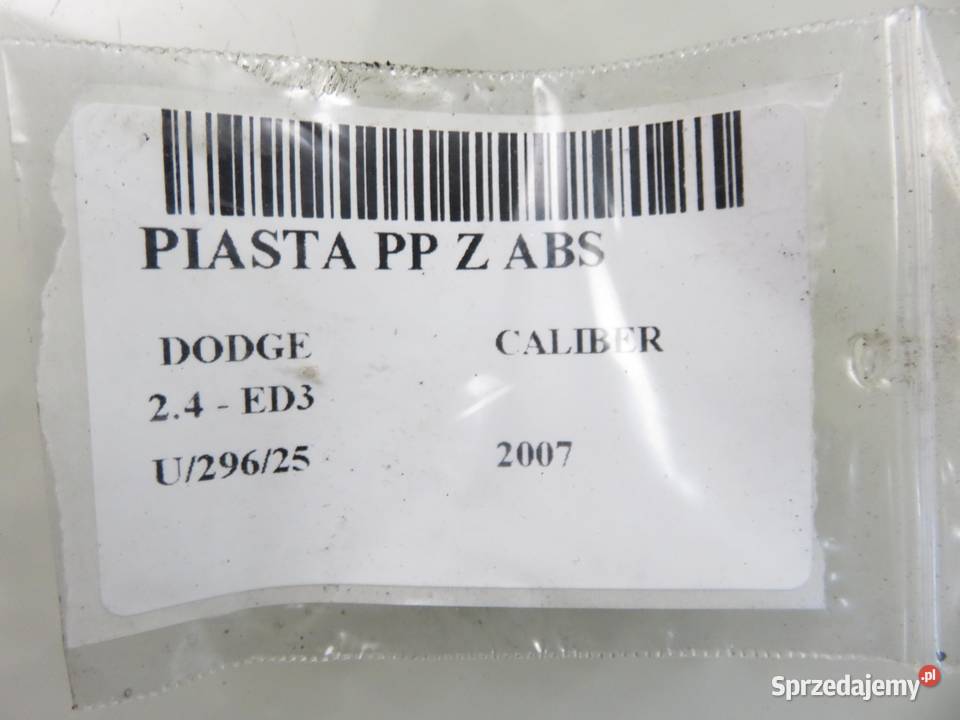 PIASTA PP Z ABS
DODGE CALIBER
2.4 - ED3
U/296/25 2007
Sprzedajemy.pl